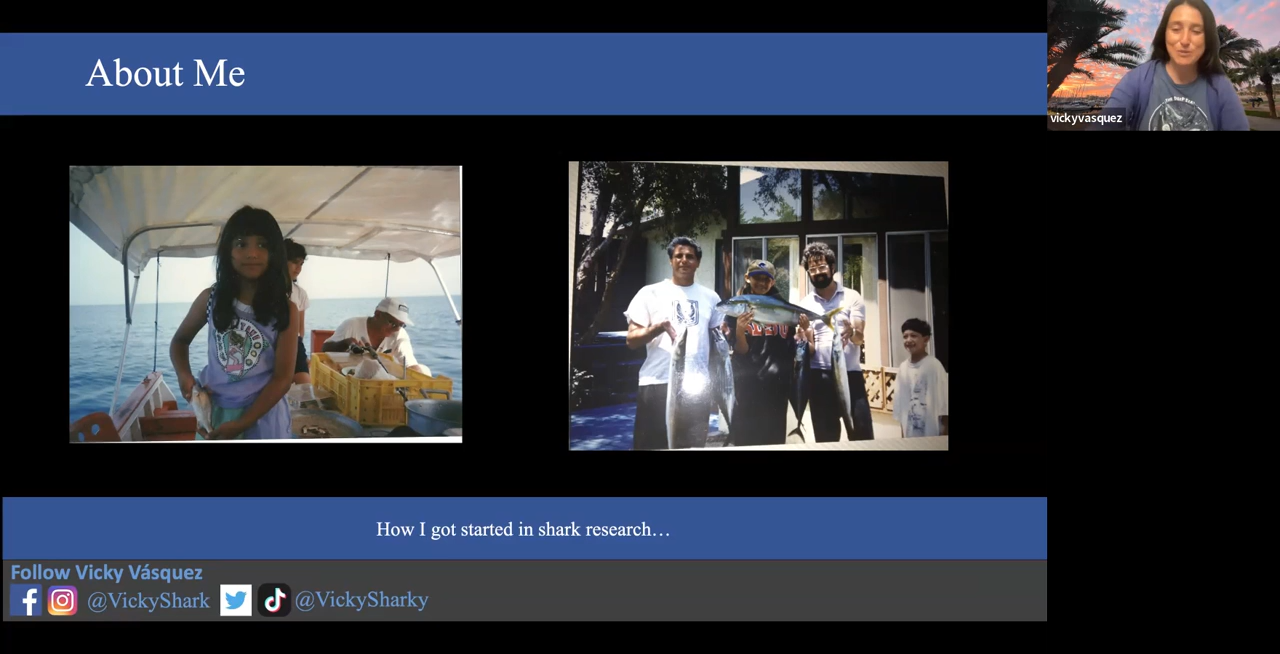 About Me
vickyvasquez
How I got started in shark research...
Follow Vicky Vásquez
@VickyShark @VickySharky